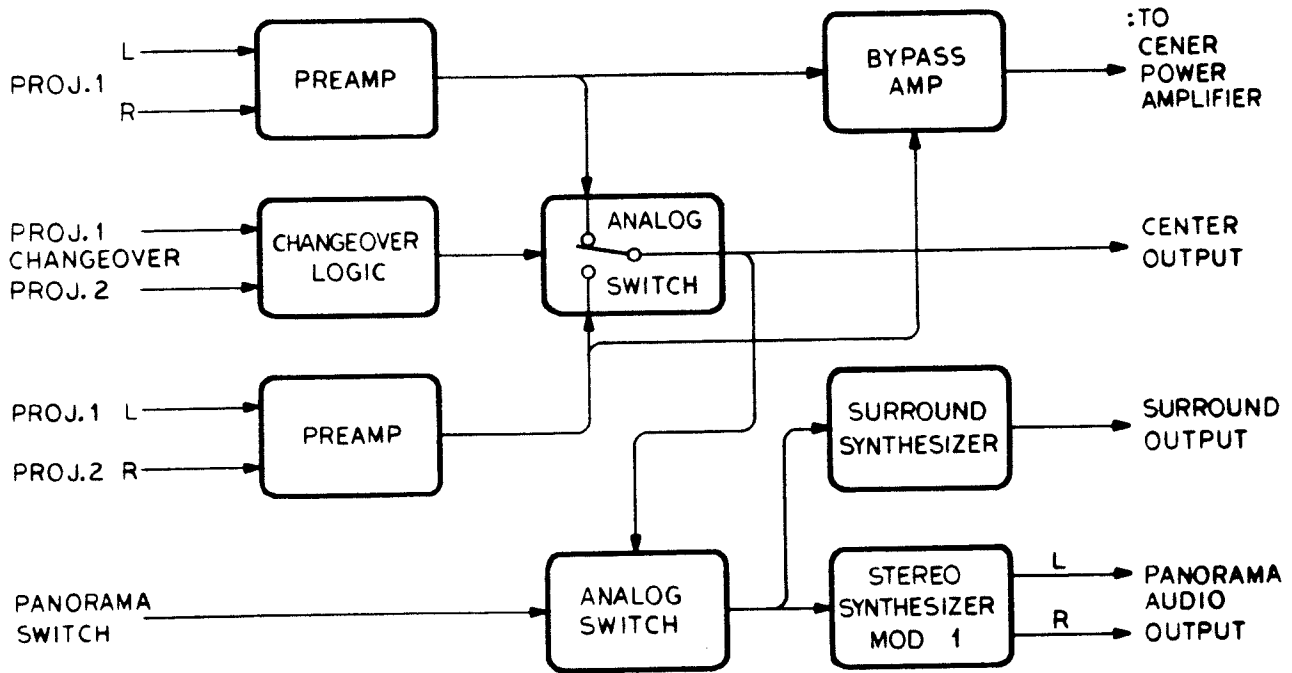 L
PROJ.1
R
PREAMP
BYPASS
AMP
:TO
CENER
POWER
AMPLIFIER
PROJ.1
CHANGEOVER
PROJ.2
CHANGEOVER
LOGIC
ANALOG
SWITCH
CENTER
OUTPUT
PROJ.1 L
PROJ.2 R
PREAMP
SURROUND
SYNTHESIZER
SURROUND
OUTPUT
PANORAMA
SWITCH
ANALOG
SWITCH
STEREO
SYNTHESIZER
MOD 1
L
R
PANORAMA
AUDIO
OUTPUT